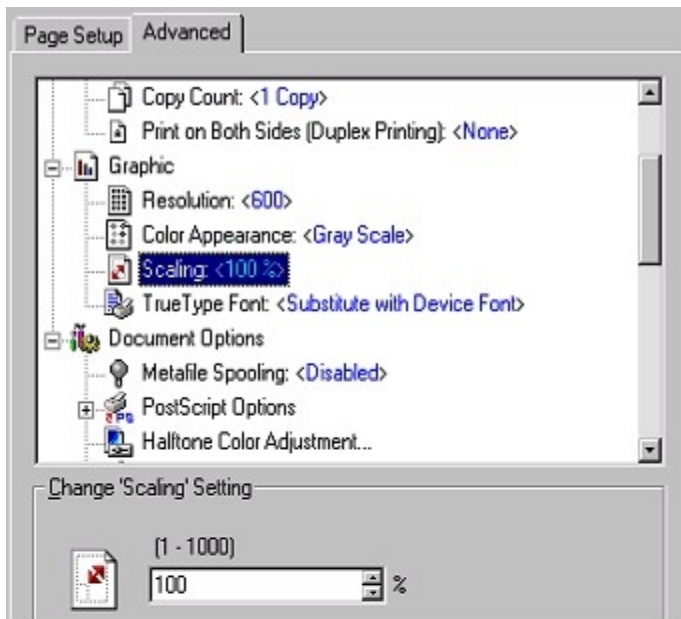 Page Setup Advanced
Copy Count: <1 Copy>
Print on Both Sides (Duplex Printing): <None>
Graphic
Resolution: <600>
Color Appearance: <Gray Scale>
Scaling: <100 %>
TrueType Font: <Substitute with Device Font>
Document Options
Metafile Spooling: <Disabled>
PostScript Options
Halftone Color Adjustment...
Change 'Scaling' Setting
(1 - 1000)
100 %